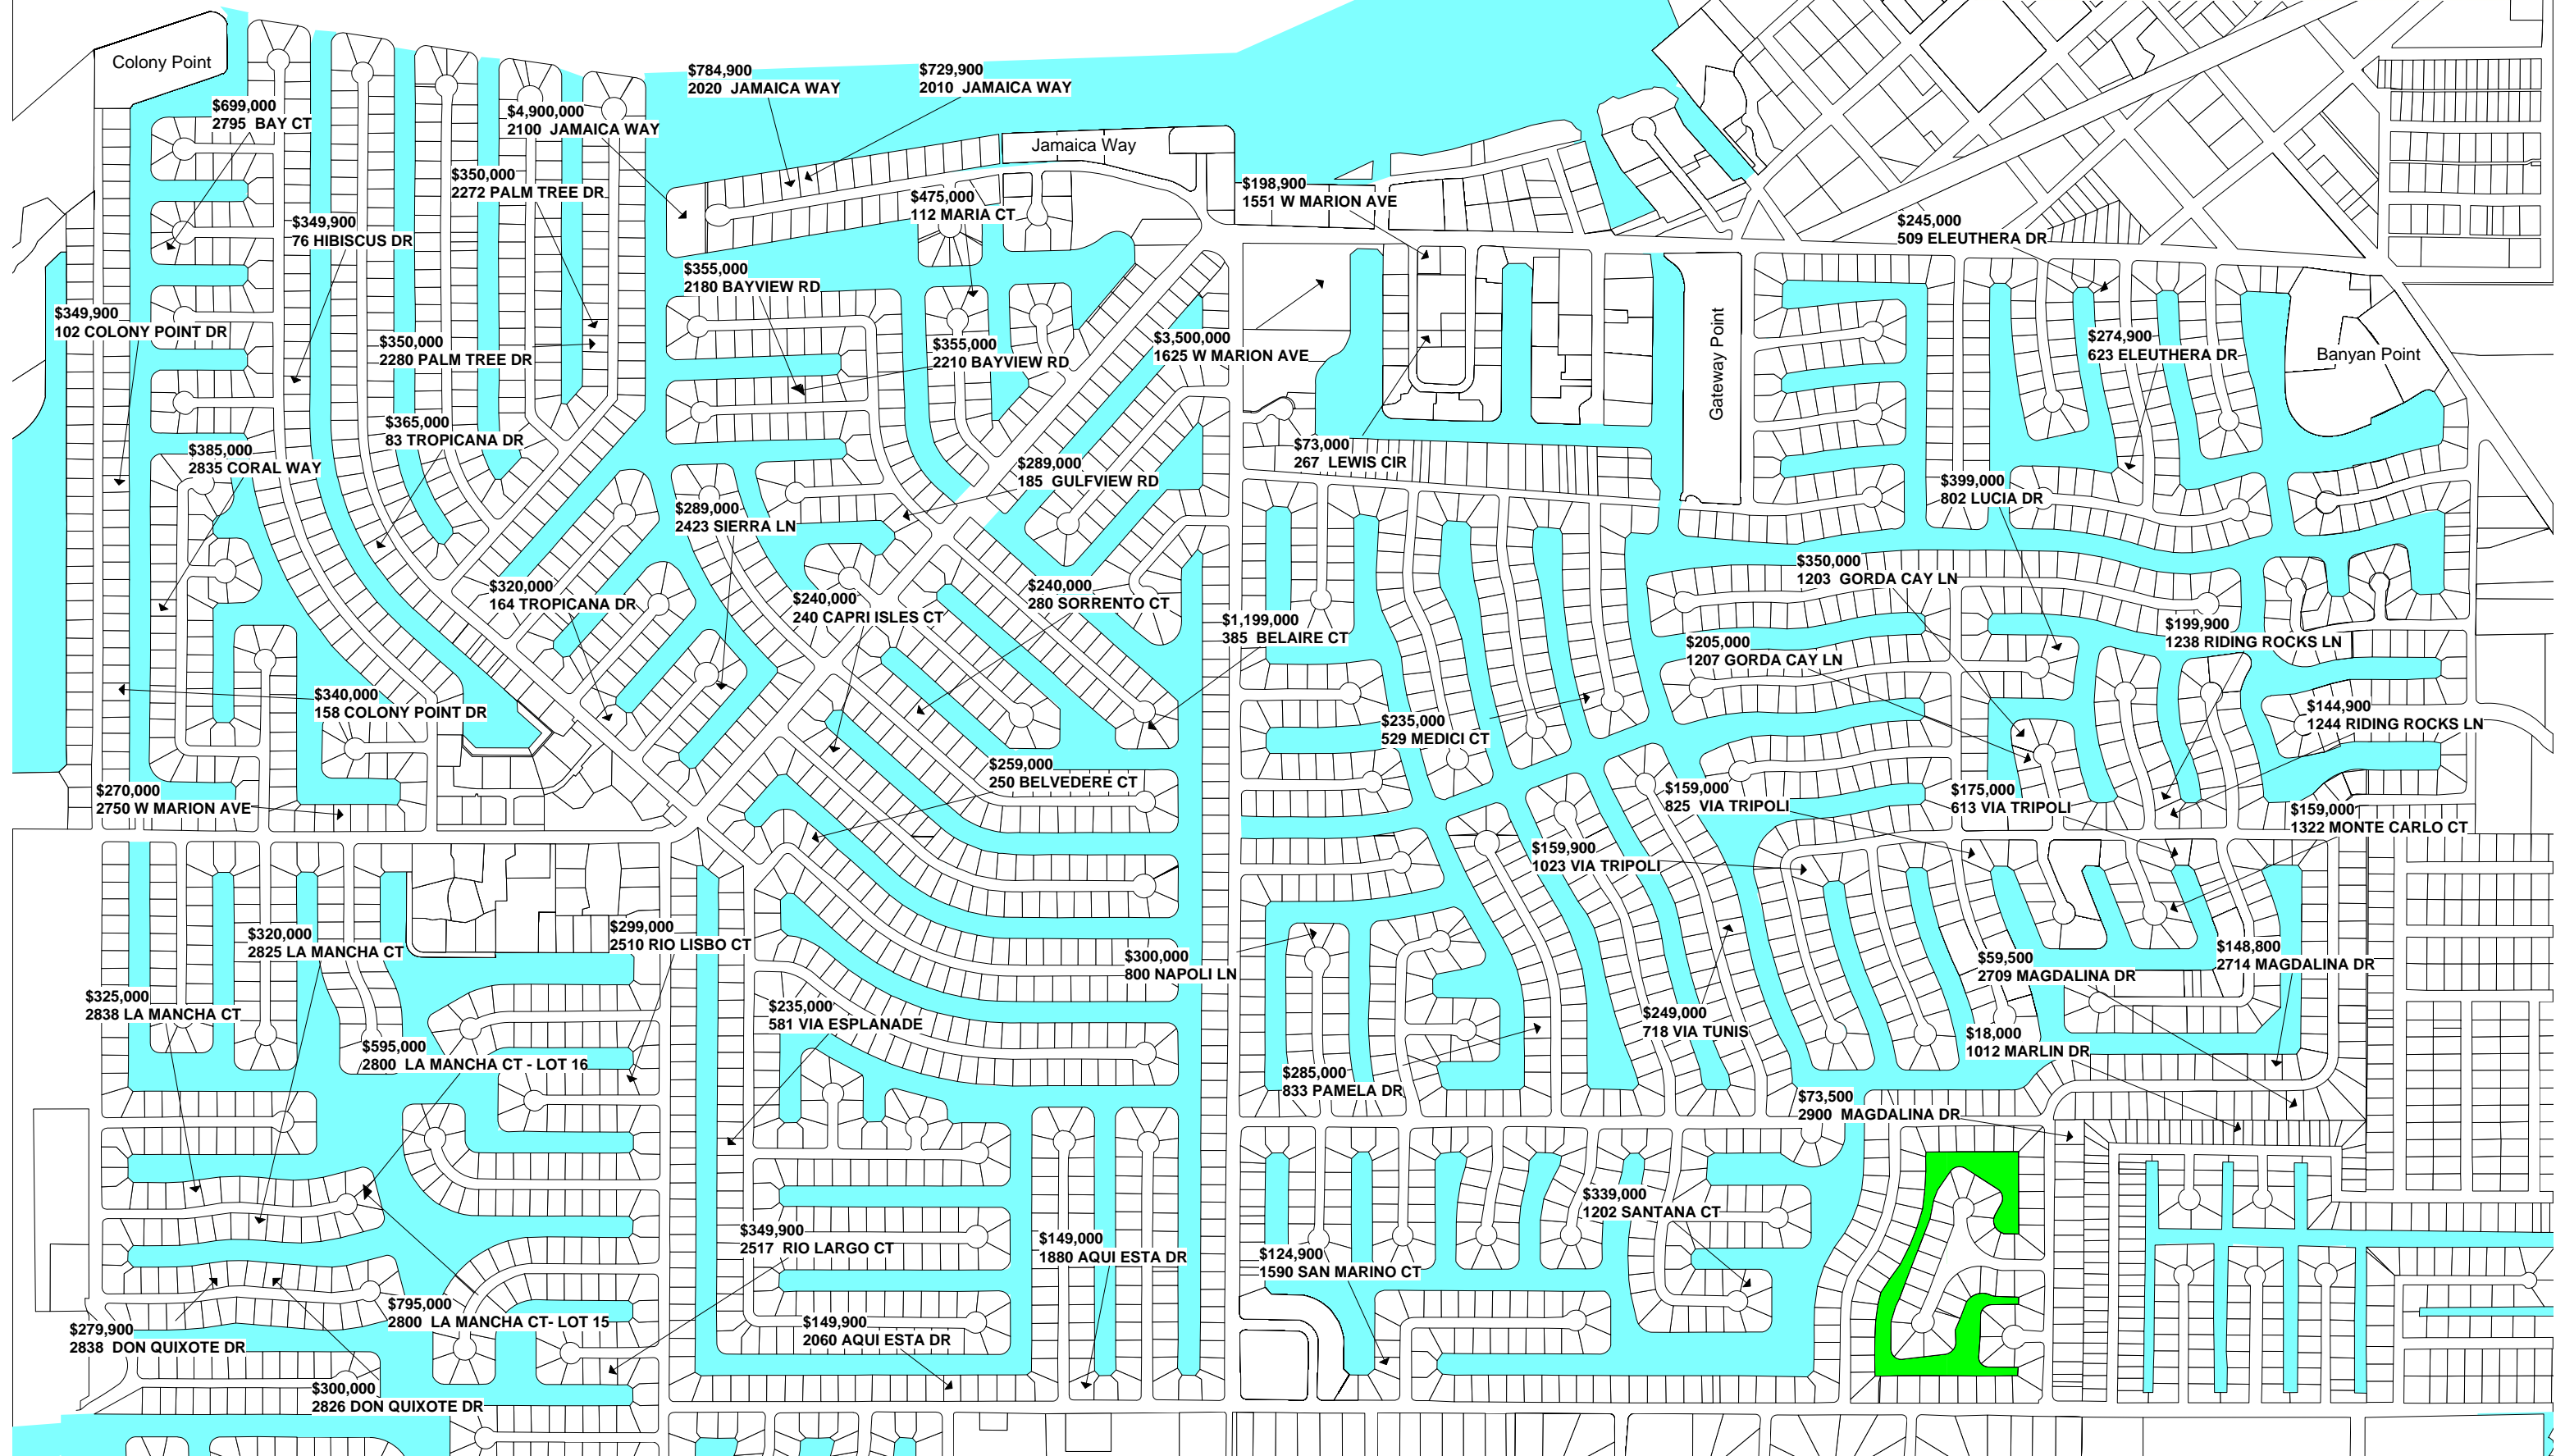 Colony Point
$784,900
2020 JAMAICA WAY
$729,900
2010 JAMAICA WAY
$699,000
2795 BAY CT
$4,900,000
2100 JAMAICA WAY
Jamaica Way
$350,000
2272 PALM TREE DR
$475,000
112 MARIA CT
$198,900
1551 W MARION AVE
$349,900
76 HIBISCUS DR
$245,000
509 ELEUTHERA DR
$355,000
2180 BAYVIEW RD
$349,900
102 COLONY POINT DR
$350,000
2280 PALM TREE DR
$355,000
2210 BAYVIEW RD
$3,500,000
1625 W MARION AVE
Gateway Point
$274,900
623 ELEUTHERA DR
Banyan Point
$365,000
83 TROPICANA DR
$385,000
2835 CORAL WAY
$73,000
267 LEWIS CIR
$289,000
185 GULFVIEW RD
$399,000
802 LUCIA DR
$289,000
2423 SIERRA LN
$350,000
1203 GORDA CAY LN
$320,000
164 TROPICANA DR
$240,000
240 CAPRI ISLES CT
$240,000
280 SORRENTO CT
$1,199,000
385 BELAIRE CT
$199,900
1238 RIDING ROCKS LN
$205,000
1207 GORDA CAY LN
$340,000
158 COLONY POINT DR
$235,000
529 MEDICI CT
$144,900
1244 RIDING ROCKS LN
$259,000
250 BELVEDERE CT
$270,000
2750 W MARION AVE
$159,000
825 VIA TRIPOLI
$175,000
613 VIA TRIPOLI
$159,000
1322 MONTE CARLO CT
$159,900
1023 VIA TRIPOLI
$320,000
2825 LA MANCHA CT
$299,000
2510 RIO LISBO CT
$300,000
800 NAPOLI LN
$59,500
2709 MAGDALINA DR
$148,800
2714 MAGDALINA DR
$325,000
2838 LA MANCHA CT
$235,000
581 VIA ESPLANADE
$249,000
718 VIA TUNIS
$595,000
2800 LA MANCHA CT - LOT 16
$18,000
1012 MARLIN DR
$285,000
833 PAMELA DR
$73,500
2900 MAGDALINA DR
$339,000
1202 SANTANA CT
$349,900
2517 RIO LARGO CT
$149,000
1880 AQUI ESTA DR
$124,900
1590 SAN MARINO CT
$795,000
2800 LA MANCHA CT- LOT 15
$279,900
2838 DON QUIXOTE DR
$149,900
2060 AQUI ESTA DR
$300,000
2826 DON QUIXOTE DR